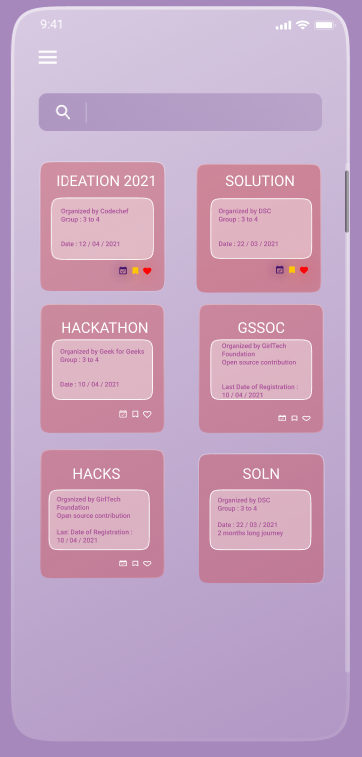 9:41
IDEATION 2021
Organized by Codechef
Group : 3 to 4
Date : 12 / 04 / 2021
SOLUTION
Organized by DSC
Group : 3 to 4
Date : 22 / 03 / 2021
HACKATHON
Organized by Geek for Geeks
Group : 3 to 4
Date : 10 / 04 / 2021
GSSOC
Organized by GirlTech
Foundation
Open source contribution
Last Date of Registration :
10 / 04 / 2021
HACKS
Organized by GirlTech
Foundation
Open source contribution
Last Date of Registration :
10 / 04 / 2021
SOLN
Organized by DSC
Group : 3 to 4
Date : 22 / 03 / 2021
2 months long journey